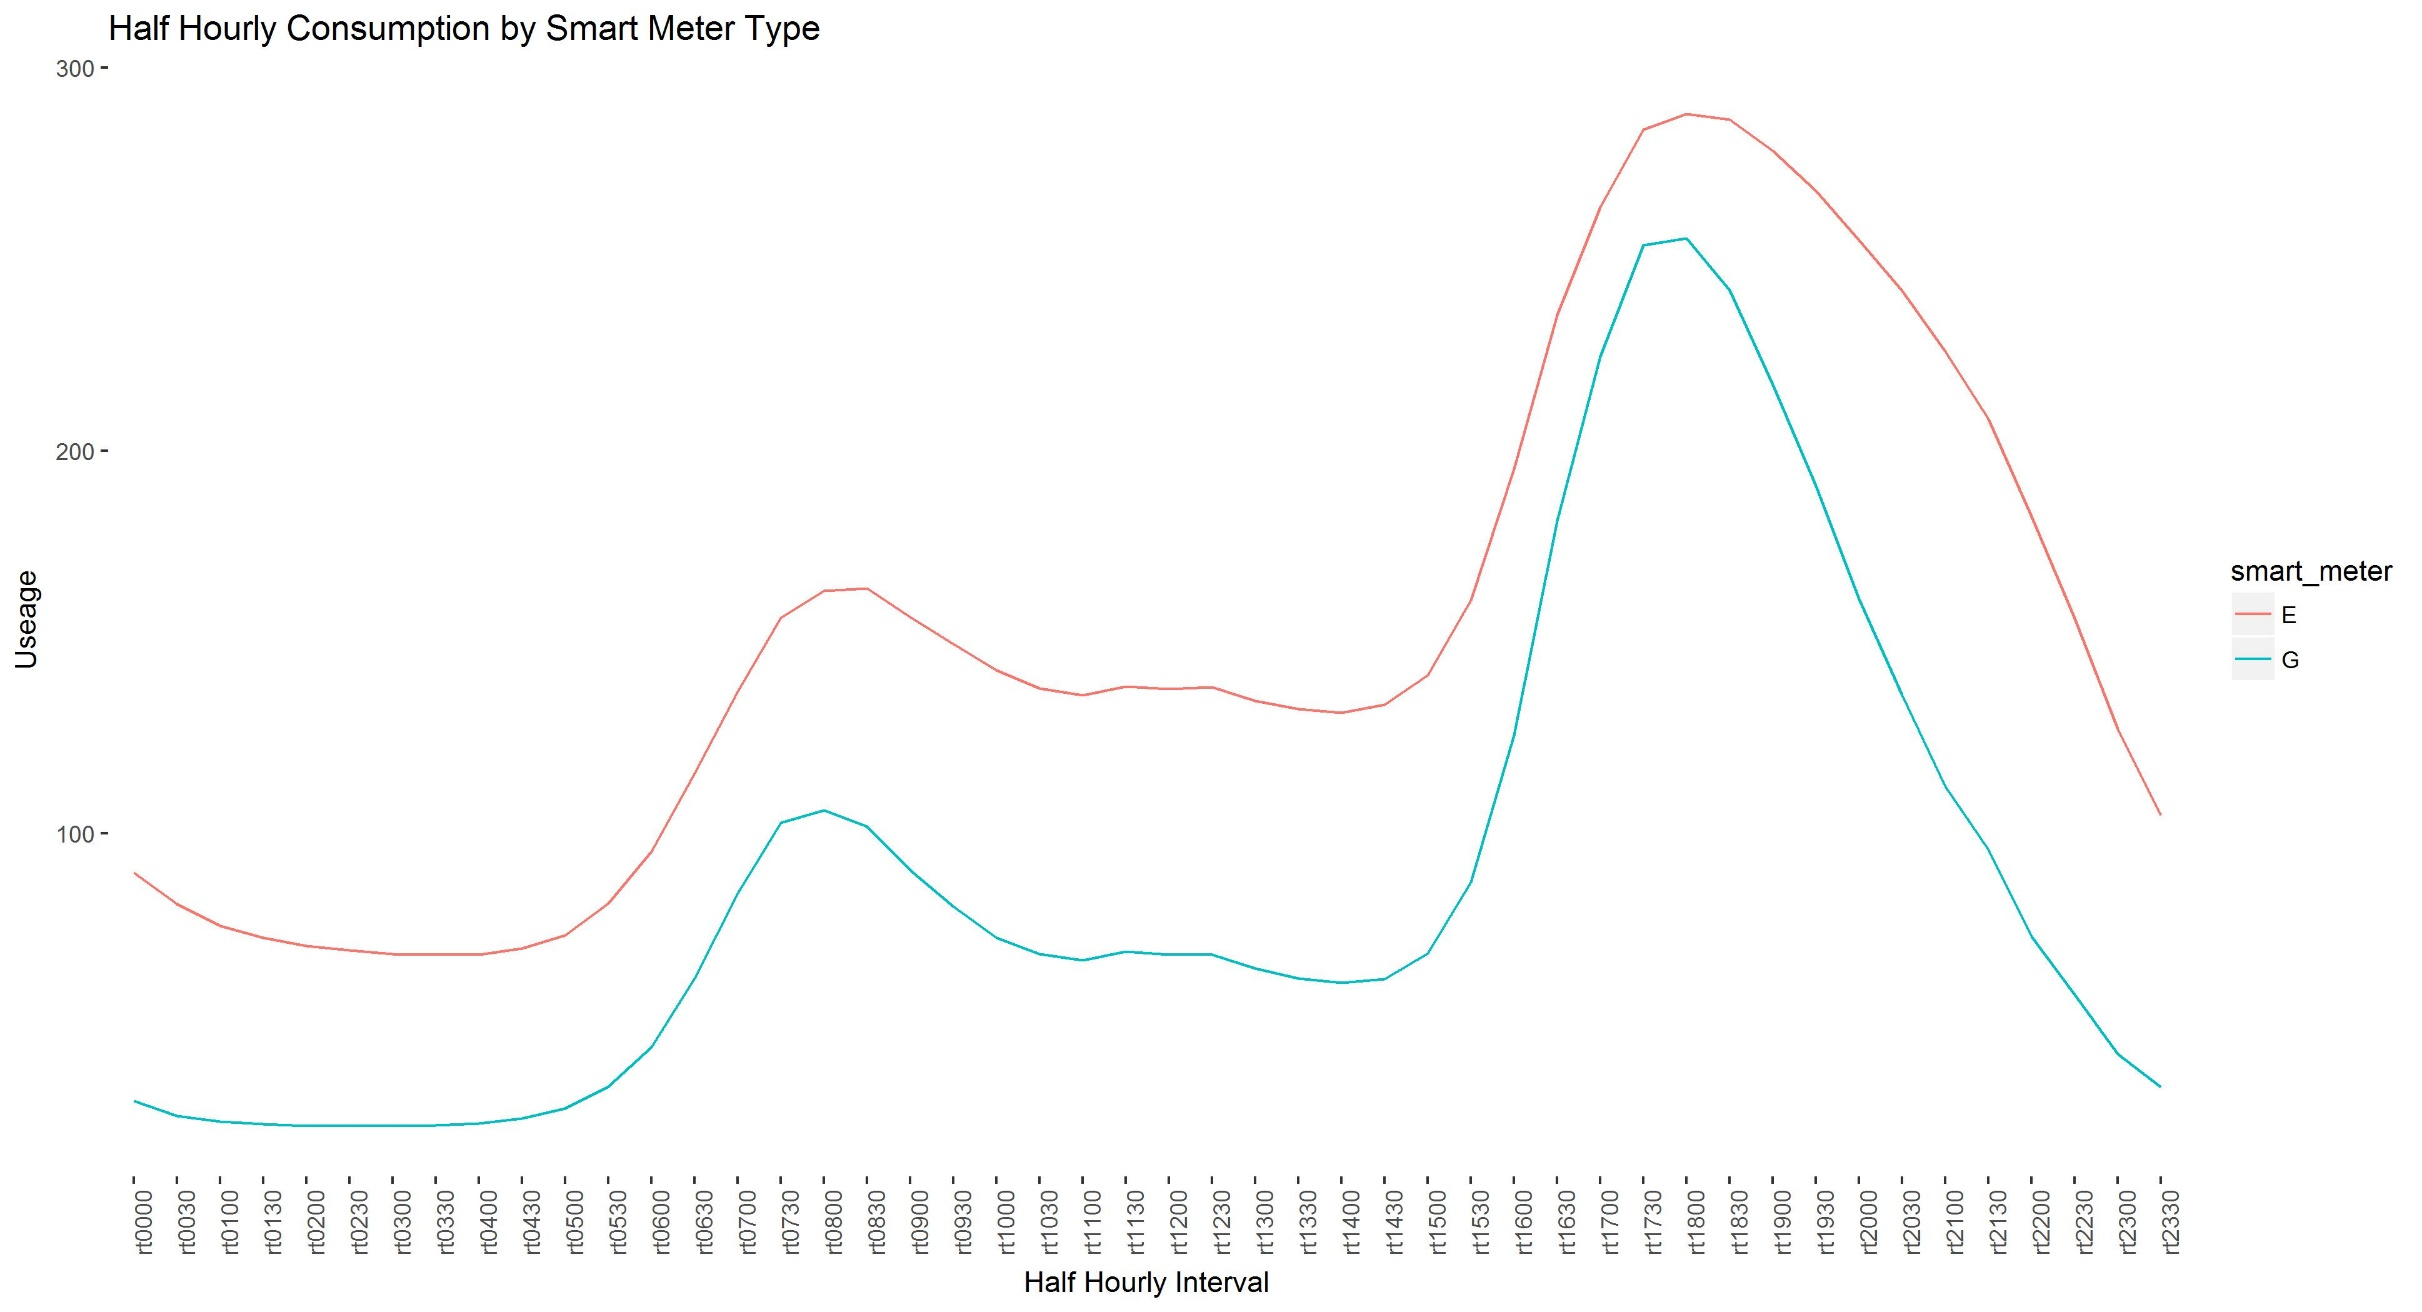 Half Hourly Consumption by Smart Meter Type
300
200
100
Useage
smart_meter
E
G
rt0000
rt0030
rt0100
rt0130
rt0200
rt0230
rt0300
rt0330
rt0400
rt0430
rt0500
rt0530
rt0600
rt0630
rt0700
rt0730
rt0800
rt0830
rt0900
rt0930
rt1000
rt1030
rt1100
rt1130
rt1200
rt1230
rt1300
rt1330
rt1400
rt1430
rt1500
rt1530
rt1600
rt1630
rt1700
rt1730
rt1800
rt1830
rt1900
rt1930
rt2000
rt2030
rt2100
rt2130
rt2200
rt2230
rt2300
rt2330
Half Hourly Interval